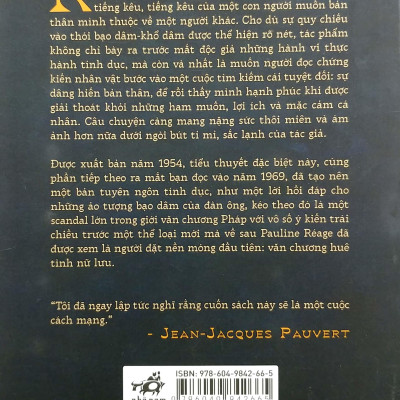 tiếng kêu, tiếng kêu của một con người muốn bản
thân mình thuộc về một người khác. Cho dù sự quy chiếu
vào thói bạo dâm-khổ dâm được thể hiện rõ nét, tác phẩm
không chỉ bày ra trước mắt độc giả những hành vi thực
hành tình dục, mà còn và nhất là muốn người đọc chứng
kiến nhân vật bước vào một cuộc tìm kiếm cái tuyệt đối: sự
dâng hiến bản thân, để rồi thấy mình hạnh phúc khi được
giải thoát khỏi những ham muốn, lợi ích và mặc cảm cá
nhân. Câu chuyện càng mang nặng sức thôi miên và ám
ảnh hơn nữa dưới ngòi bút tỉ mỉ, sắc lạnh của tác giả.
Được xuất bản năm 1954, tiểu thuyết đặc biệt này, cùng
phần tiếp theo ra mắt bạn đọc vào năm 1969, đã tạo nên
một bản tuyên ngôn tình dục, như một lời hồi đáp cho
những ảo tượng bạo dâm của đàn ông, kéo theo đó là một
scandal lớn trong giới văn chương Pháp với vô số ý kiến trái
chiều trước một thể loại mới mà về sau Pauline Réage đã
được xem là người đặt nền móng đầu tiên: văn chương huê
tình nữ lưu.
"Tôi đã ngay lập tức nghĩ rằng cuốn sách này sẽ là một cuộc
cách mạng."
- JEAN-JACQUES PAUVERT
ISBN: 978-604-9842-66-5